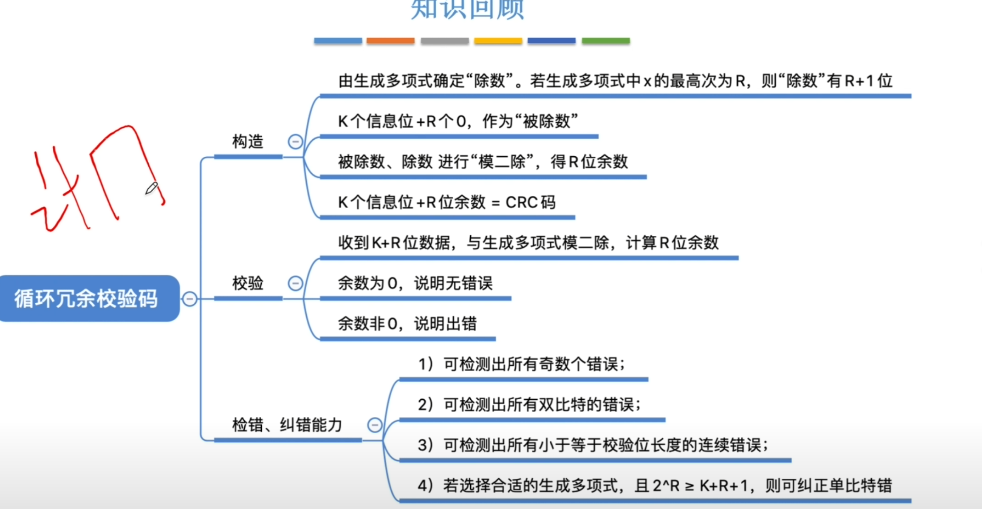 知识回顾
由生成多项式确定“除数”。若生成多项式中x的最高次为R，则“除数”有R+1位
K个信息位+R个0，作为“被除数”
构造
被除数、除数 进行“模二除”，得R位余数
K个信息位+R位余数 = CRC码
收到K+R位数据，与生成多项式模二除，计算R位余数
校验
余数为0，说明无错误
循环冗余校验码
余数非0，说明出错
1）可检测出所有奇数个错误；
2）可检测出所有双比特的错误；
检错、纠错能力
3）可检测出所有小于等于校验位长度的连续错误；
4）若选择合适的生成多项式，且2^R ≥ K+R+1，则可纠正单比特错